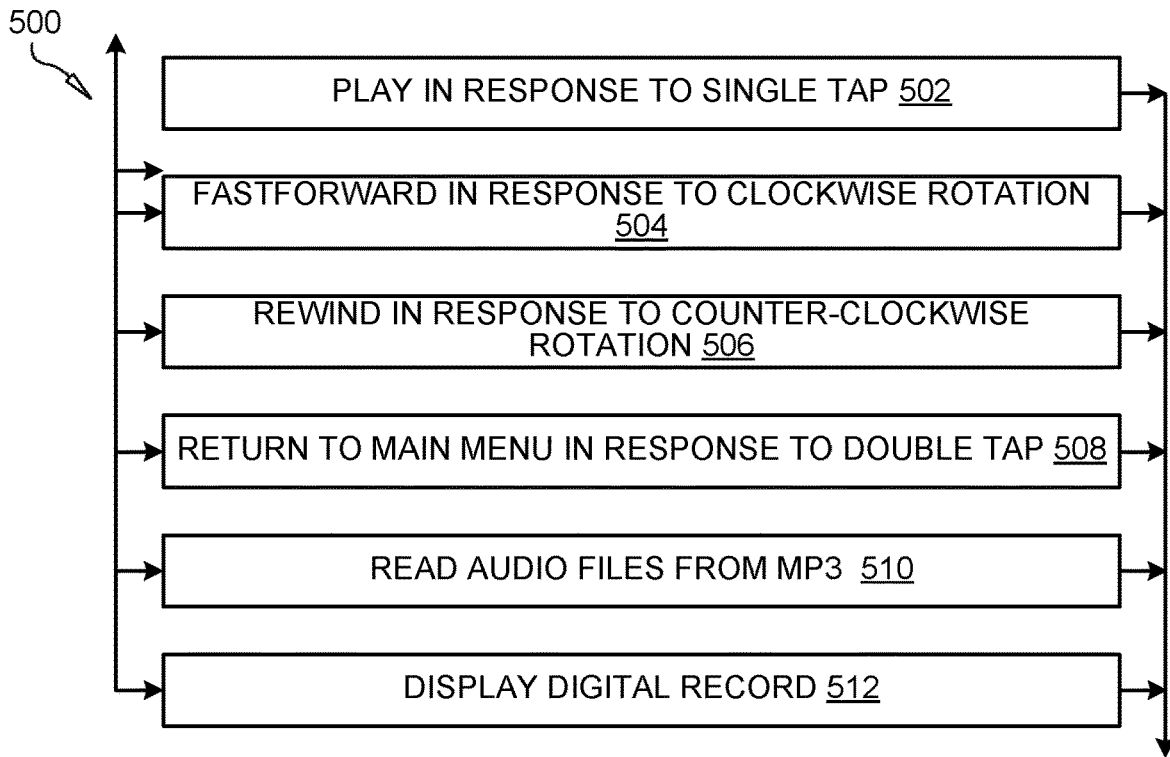 500
PLAY IN RESPONSE TO SINGLE TAP 502
FASTFORWARD IN RESPONSE TO CLOCKWISE ROTATION
504
REWIND IN RESPONSE TO COUNTER-CLOCKWISE
ROTATION 506
RETURN TO MAIN MENU IN RESPONSE TO DOUBLE TAP 508
READ AUDIO FILES FROM MP3 510
DISPLAY DIGITAL RECORD 512